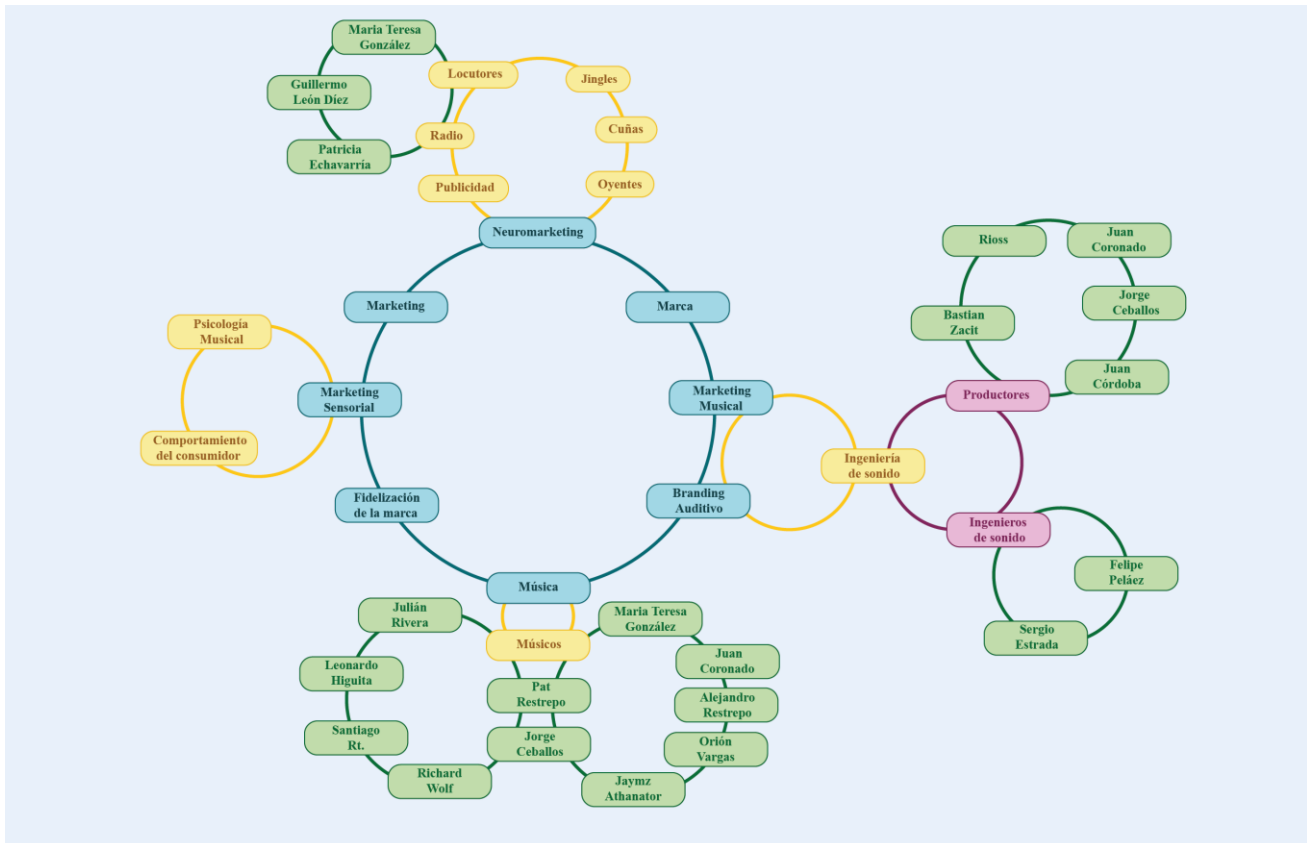 Maria Teresa
González
Locutores
Jingles
Guillermo
León Díez
Cuñas
Radio
Patricia
Echavarría
Publicidad
Oyentes
Neuromarketing
Marketing
Marca
Psicología
Musical
Marketing
Sensorial
Comportamiento
del consumidor
Fidelización
de la marca
Marketing
Musical
Branding
Auditivo
Música
Ingeniería
de sonido
Rioss
Juan
Coronado
Bastian
Zacit
Jorge
Ceballos
Juan
Córdoba
Productores
Ingenieros
de sonido
Felipe
Peláez
Sergio
Estrada
Músicos
Julián
Rivera
Leonardo
Higuita
Santiago
Rt.
Richard
Wolf
Pat
Restrepo
Jorge
Ceballos
Maria Teresa
González
Juan
Coronado
Alejandro
Restrepo
Orión
Vargas
Jaymz
Athanator